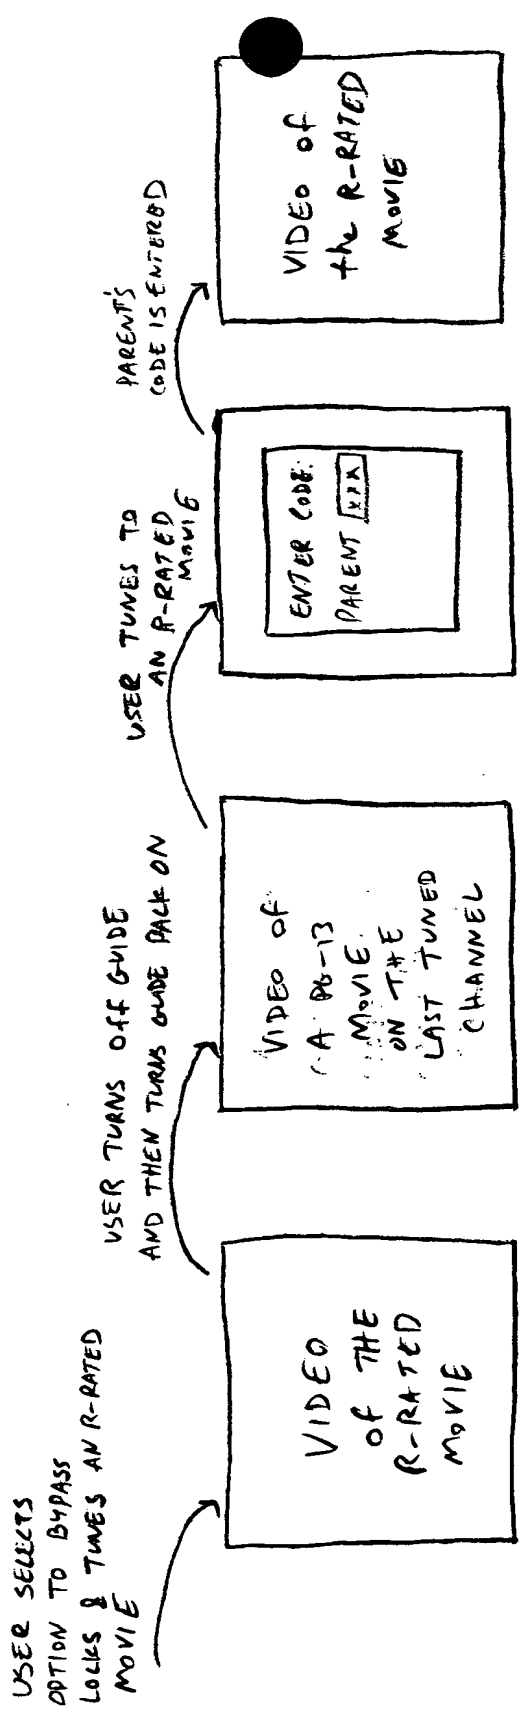 USER SELECTS
OPTION TO BYPASS
LOCKS & TUNES AN R-RATED
MOVIE
VIDEO
OF THE
R-RATED
MOVIE
USER TURNS OFF GUIDE
AND THEN TURNS GUIDE BACK ON
VIDEO OF
A PG-13
MOVIE.
ON THE
LAST TUNED
CHANNEL
USER TUNES TO
AN R-RATED
MOVIE
ENTER CODE:
PARENT XXX
PARENT'S
CODE IS ENTERED
VIDEO OF
the R-RATED
MOVIE